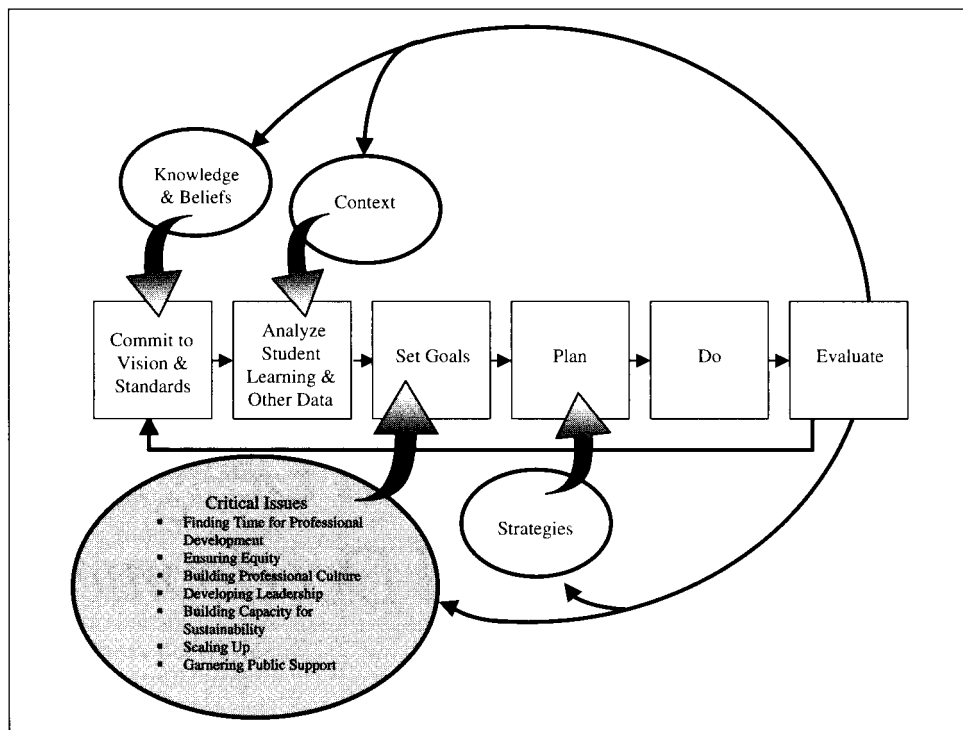 Knowledge
& Beliefs
Context
Commit to
Vision &
Standards
Analyze
Student
Learning &
Other Data
Set Goals
Plan
Do
Evaluate
Critical Issues
▪ Finding Time for Professional
Development
▪ Ensuring Equity
▪ Building Professional Culture
▪ Developing Leadership
▪ Building Capacity for
Sustainability
▪ Scaling Up
▪ Garnering Public Support
Strategies